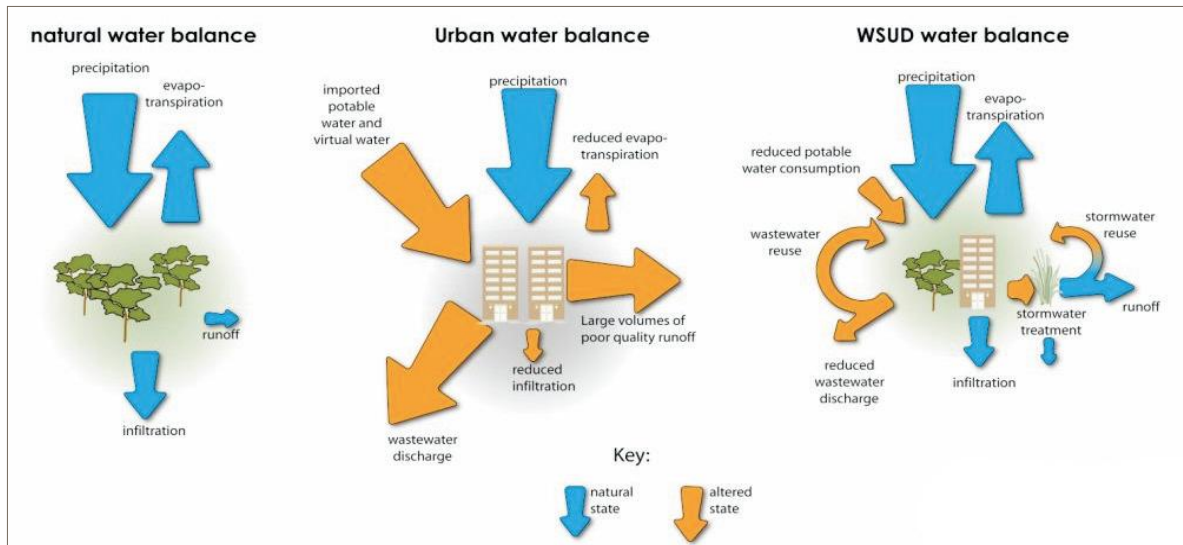 natural water balance
precipitation
evapo-
transpiration
runoff
infiltration
Urban water balance
imported
potable
water and
virtual water
precipitation
reduced evapo-
transpiration
Large volumes of
poor quality runoff
reduced
infiltration
wastewater
discharge
WSUD water balance
precipitation
evapo-
transpiration
reduced potable
water consumption
wastewater
reuse
stormwater
reuse
runoff
stormwater
treatment
reduced
wastewater
discharge
infiltration
Key:
natural
state
altered
state